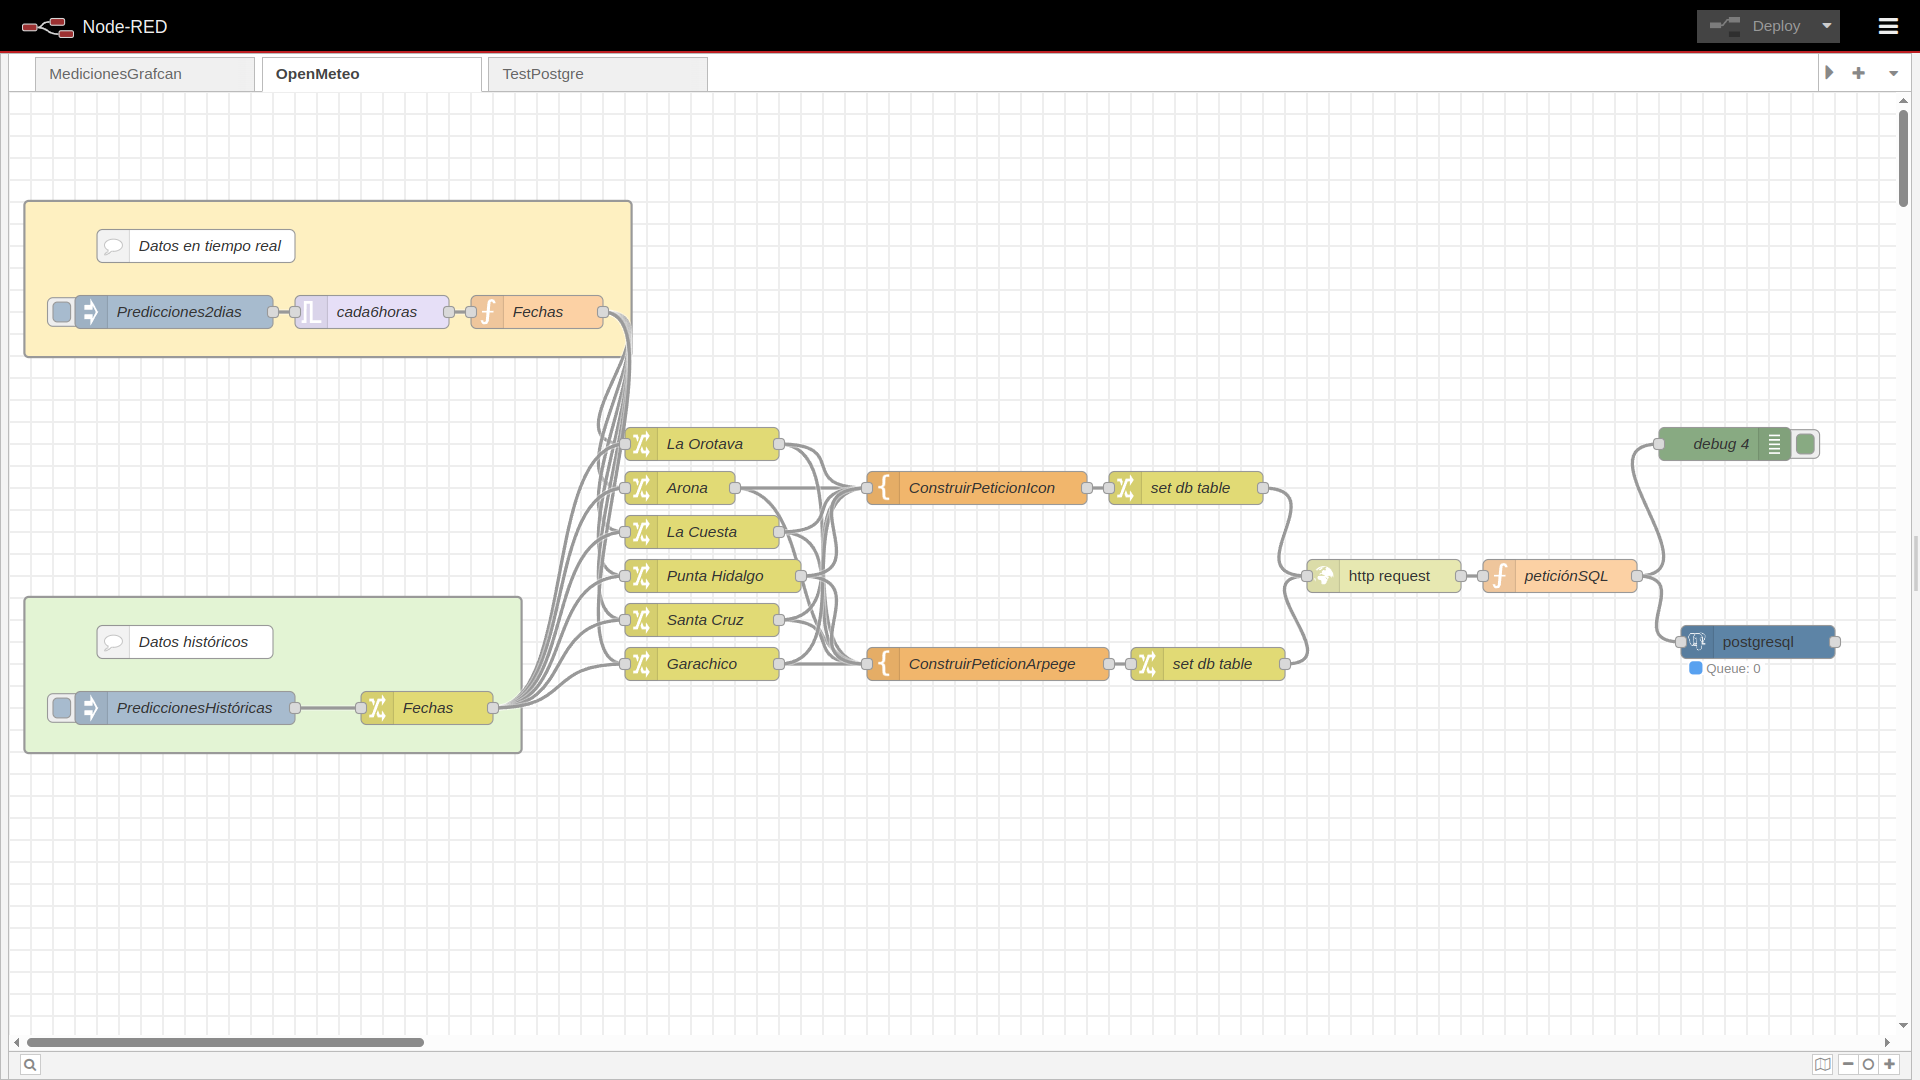 Node-RED
Deploy
MedicionesGrafcan
OpenMeteo
TestPostgre
Datos en tiempo real
Predicciones2dias
cada6horas
Fechas
La Orotava
Arona
La Cuesta
Punta Hidalgo
Santa Cruz
Garachico
ConstruirPeticionIcon
set db table
ConstruirPeticionArpege
set db table
http request
peticiónSQL
debug 4
postgresql
Queue: 0
Datos históricos
PrediccionesHistóricas
Fechas